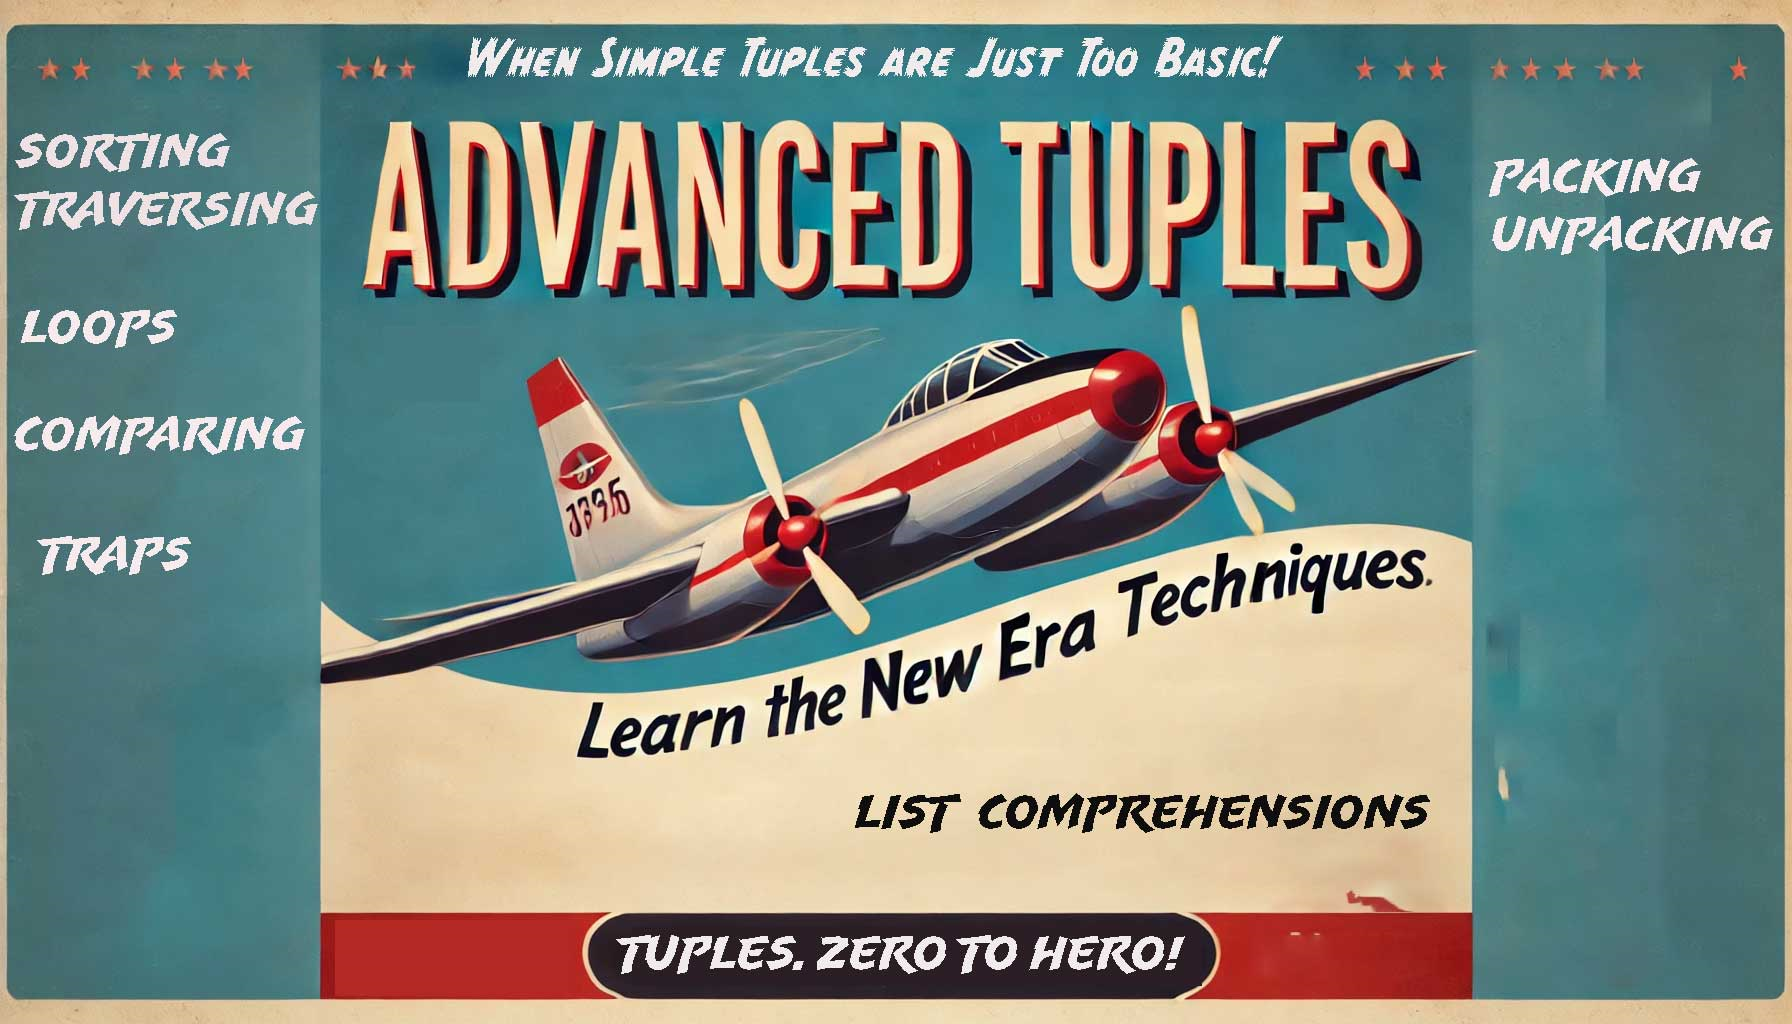 When Simple Tuples are Just Too Basic!
ADVANCED TUPLES
SORTING
TRAVERSING
LOOPS
COMPARING
TRAPS
PACKING
UNPACKING
Learn the New Era Techniques.
LIST COMPREHENSIONS
TUPLES. ZERO TO HERO!